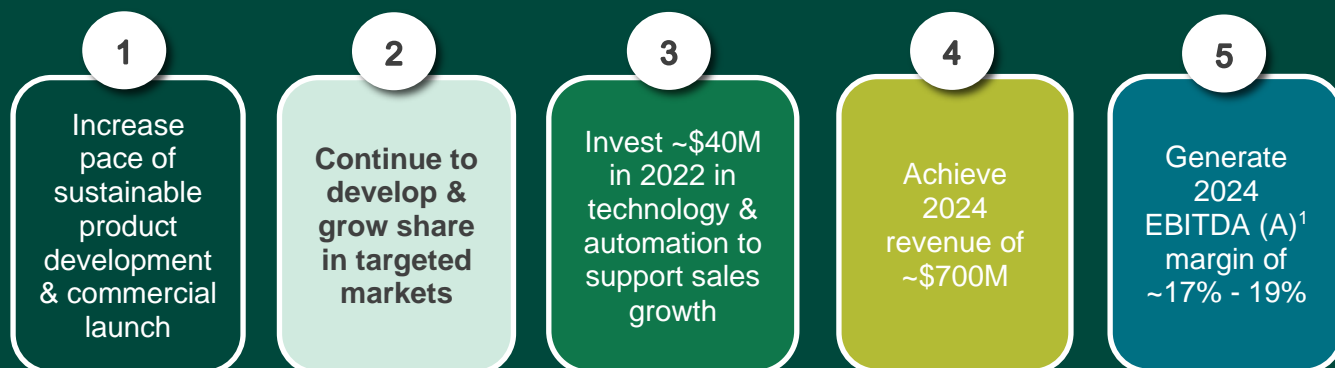 1
Increase
pace of
sustainable
product
development
& commercial
launch
2
Continue to
develop &
grow share
in targeted
markets
3
Invest ~$40M
in 2022 in
technology &
automation to
support sales
growth
4
Achieve
2024
revenue of
~$700M
5
Generate
2024
EBITDA (A)¹
margin of
~17% - 19%